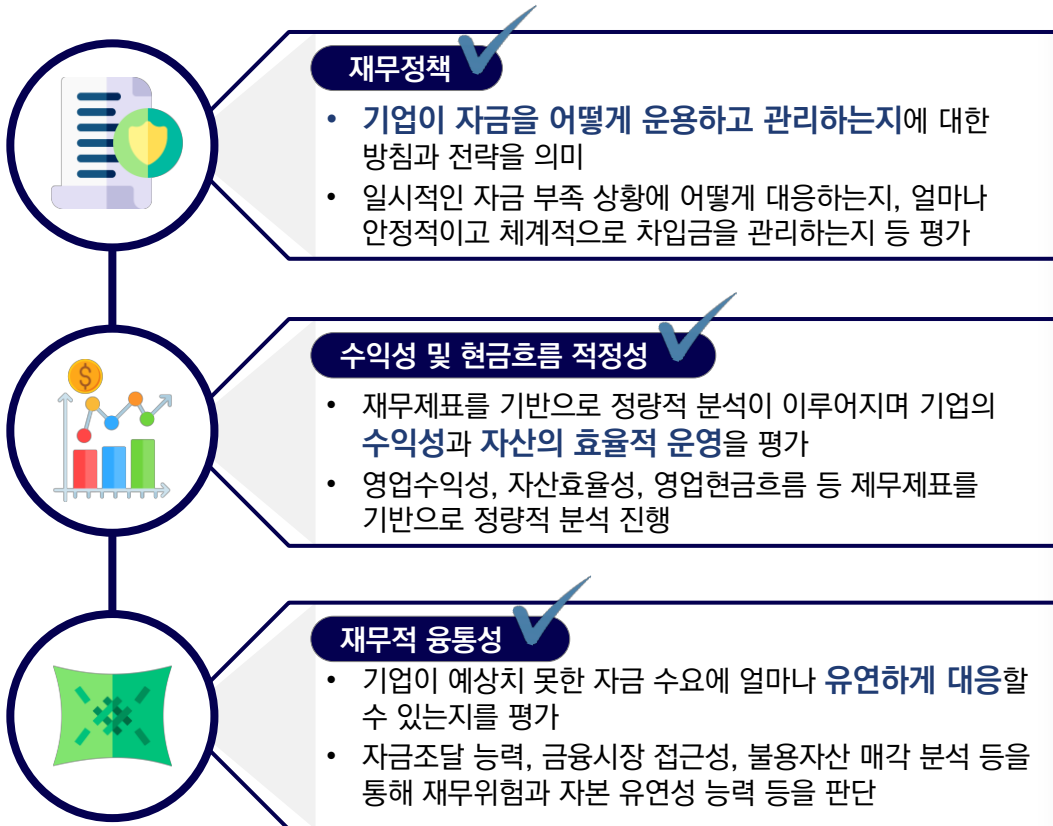 재무정책
• 기업이 자금을 어떻게 운용하고 관리하는지에 대한
방침과 전략을 의미
• 일시적인 자금 부족 상황에 어떻게 대응하는지, 얼마나
안정적이고 체계적으로 차입금을 관리하는지 등 평가
$
수익성 및 현금흐름 적정성
• 재무제표를 기반으로 정량적 분석이 이루어지며 기업의
수익성과 자산의 효율적 운영을 평가
• 영업수익성, 자산효율성, 영업현금흐름 등 제무제표를
기반으로 정량적 분석 진행
재무적 융통성
• 기업이 예상치 못한 자금 수요에 얼마나 유연하게 대응할
수 있는지를 평가
• 자금조달 능력, 금융시장 접근성, 불용자산 매각 분석 등을
통해 재무위험과 자본 유연성 능력 등을 판단